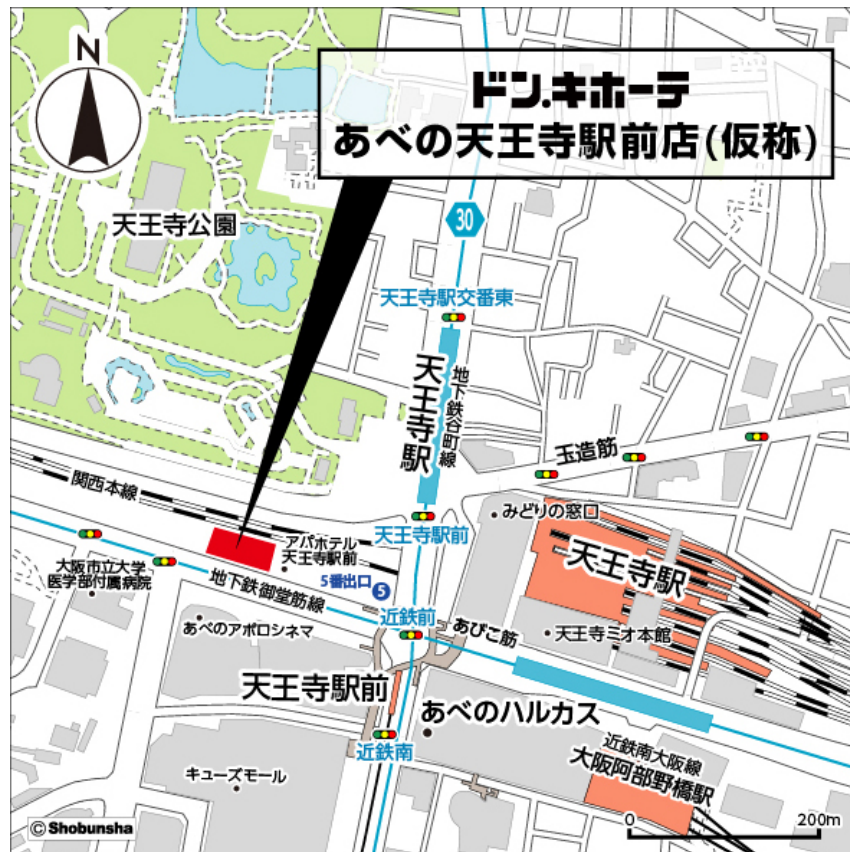 N
ドン.キホーテ
あべの天王寺駅前店(仮称)
天王寺公園
30
天王寺駅交番東
天王寺駅
地下鉄谷町線
玉造筋
関西本線
みどりの窓口
天王寺駅前
アパホテル
天王寺駅前
天王寺駅
大阪市立大学
医学部付属病院
5番出口
5
地下鉄御堂筋線
あべのアポロシネマ
近鉄前
あびこ筋
天王寺ミオ本館
天王寺駅前
あべのハルカス
近鉄南
近鉄南大阪線
大阪阿部野橋駅
キューズモール
© Shobunsha
0
200m